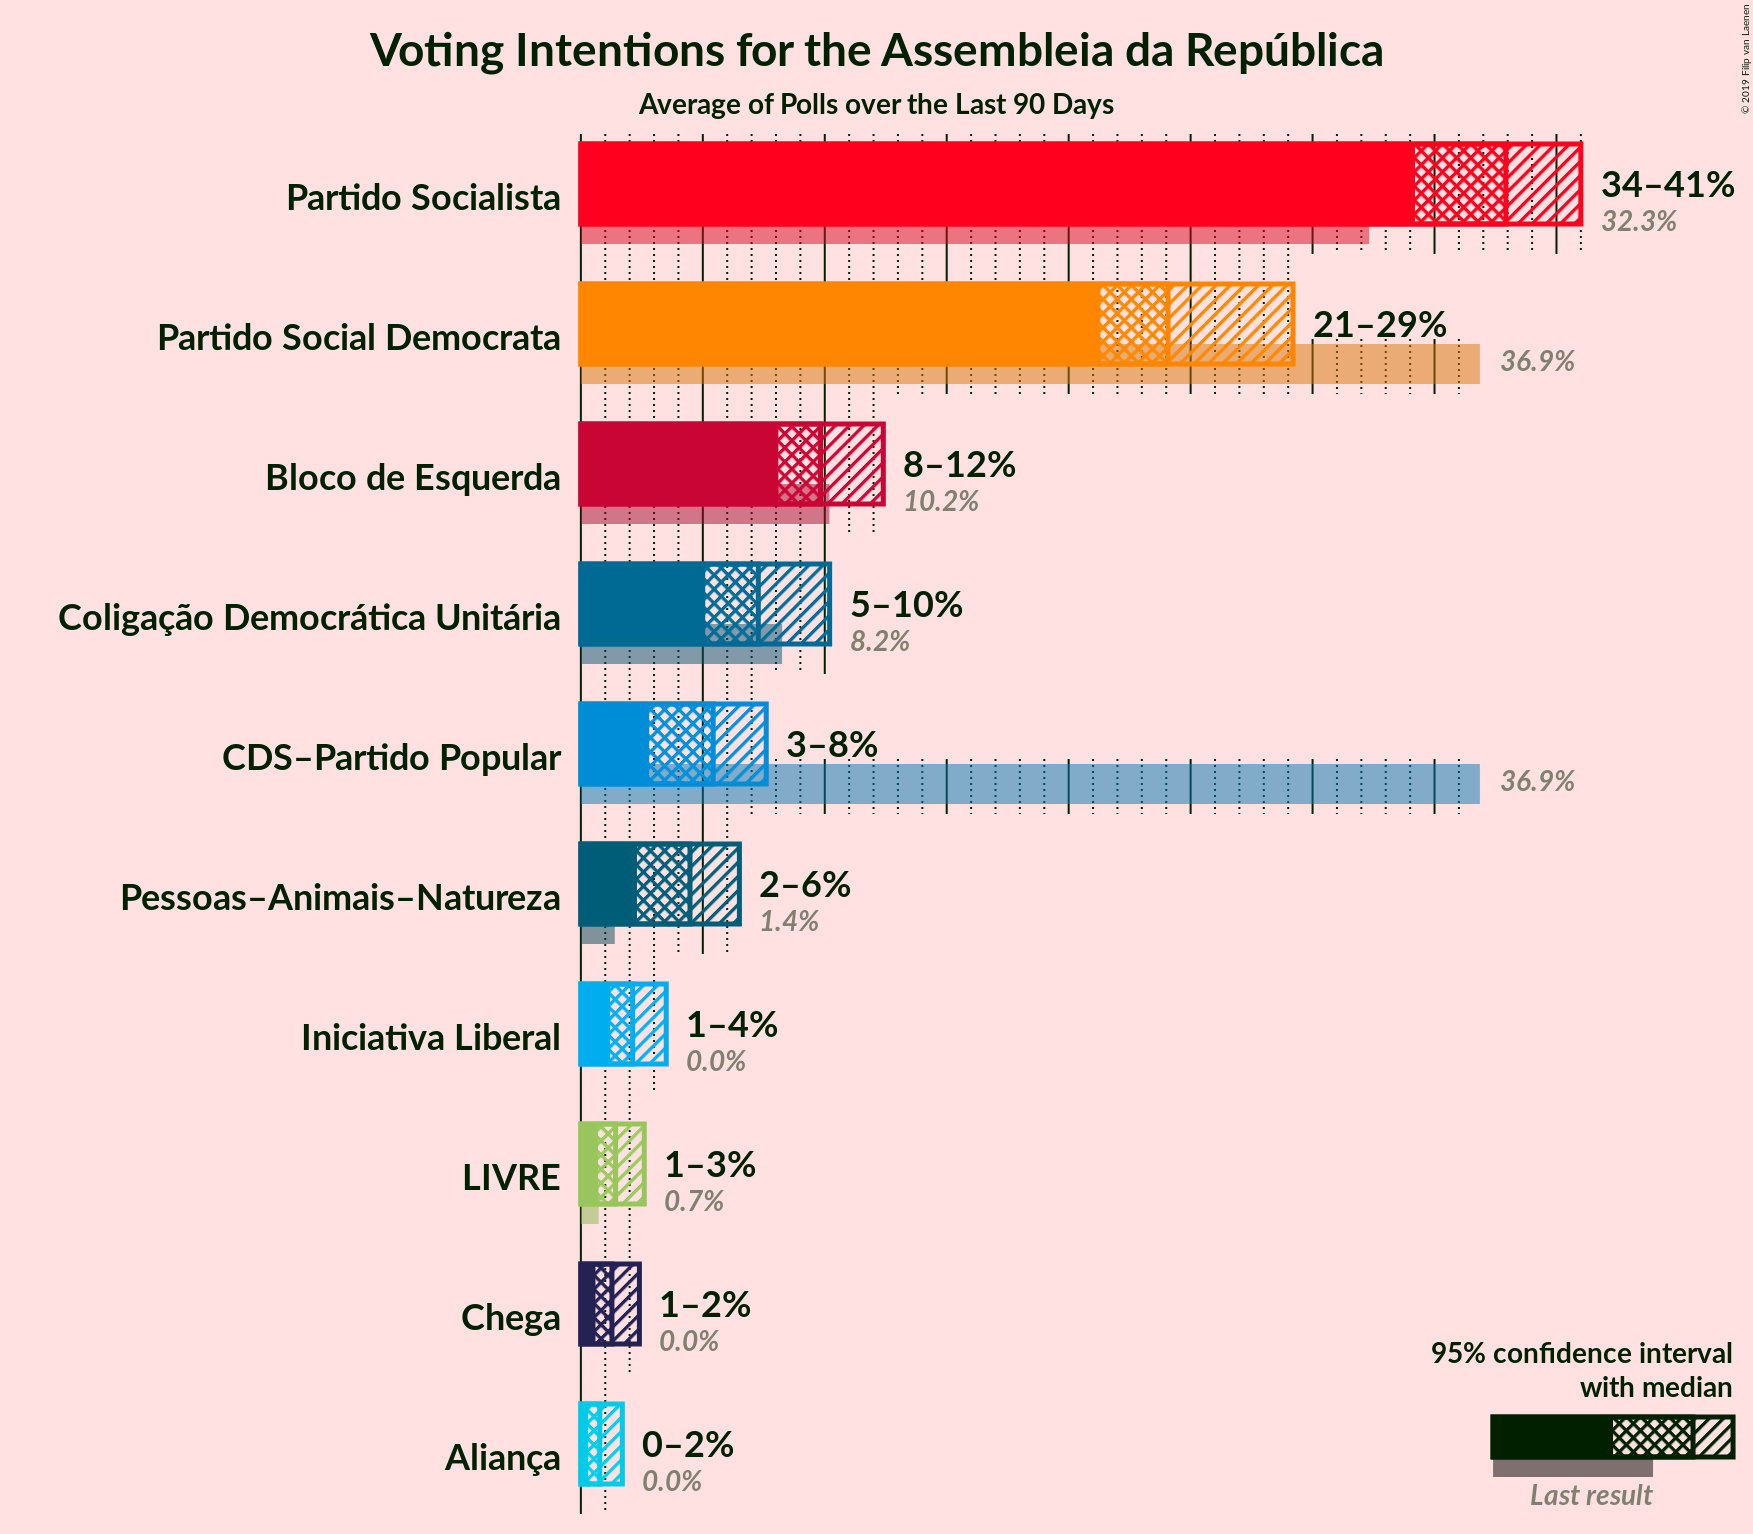 Voting Intentions for the Assembleia da República
Average of Polls over the Last 90 Days
© 2019 Filip van Laenen
Partido Socialista
34–41%
32.3%
Partido Social Democrata
21–29%
36.9%
Bloco de Esquerda
8–12%
10.2%
Coligação Democrática Unitária
5–10%
8.2%
CDS–Partido Popular
3–8%
36.9%
Pessoas–Animais–Natureza
2–6%
1.4%
Iniciativa Liberal
1–4%
0.0%
LIVRE
1–3%
0.7%
Chega
1–2%
0.0%
Aliança
0–2%
0.0%
95% confidence interval
with median
Last result